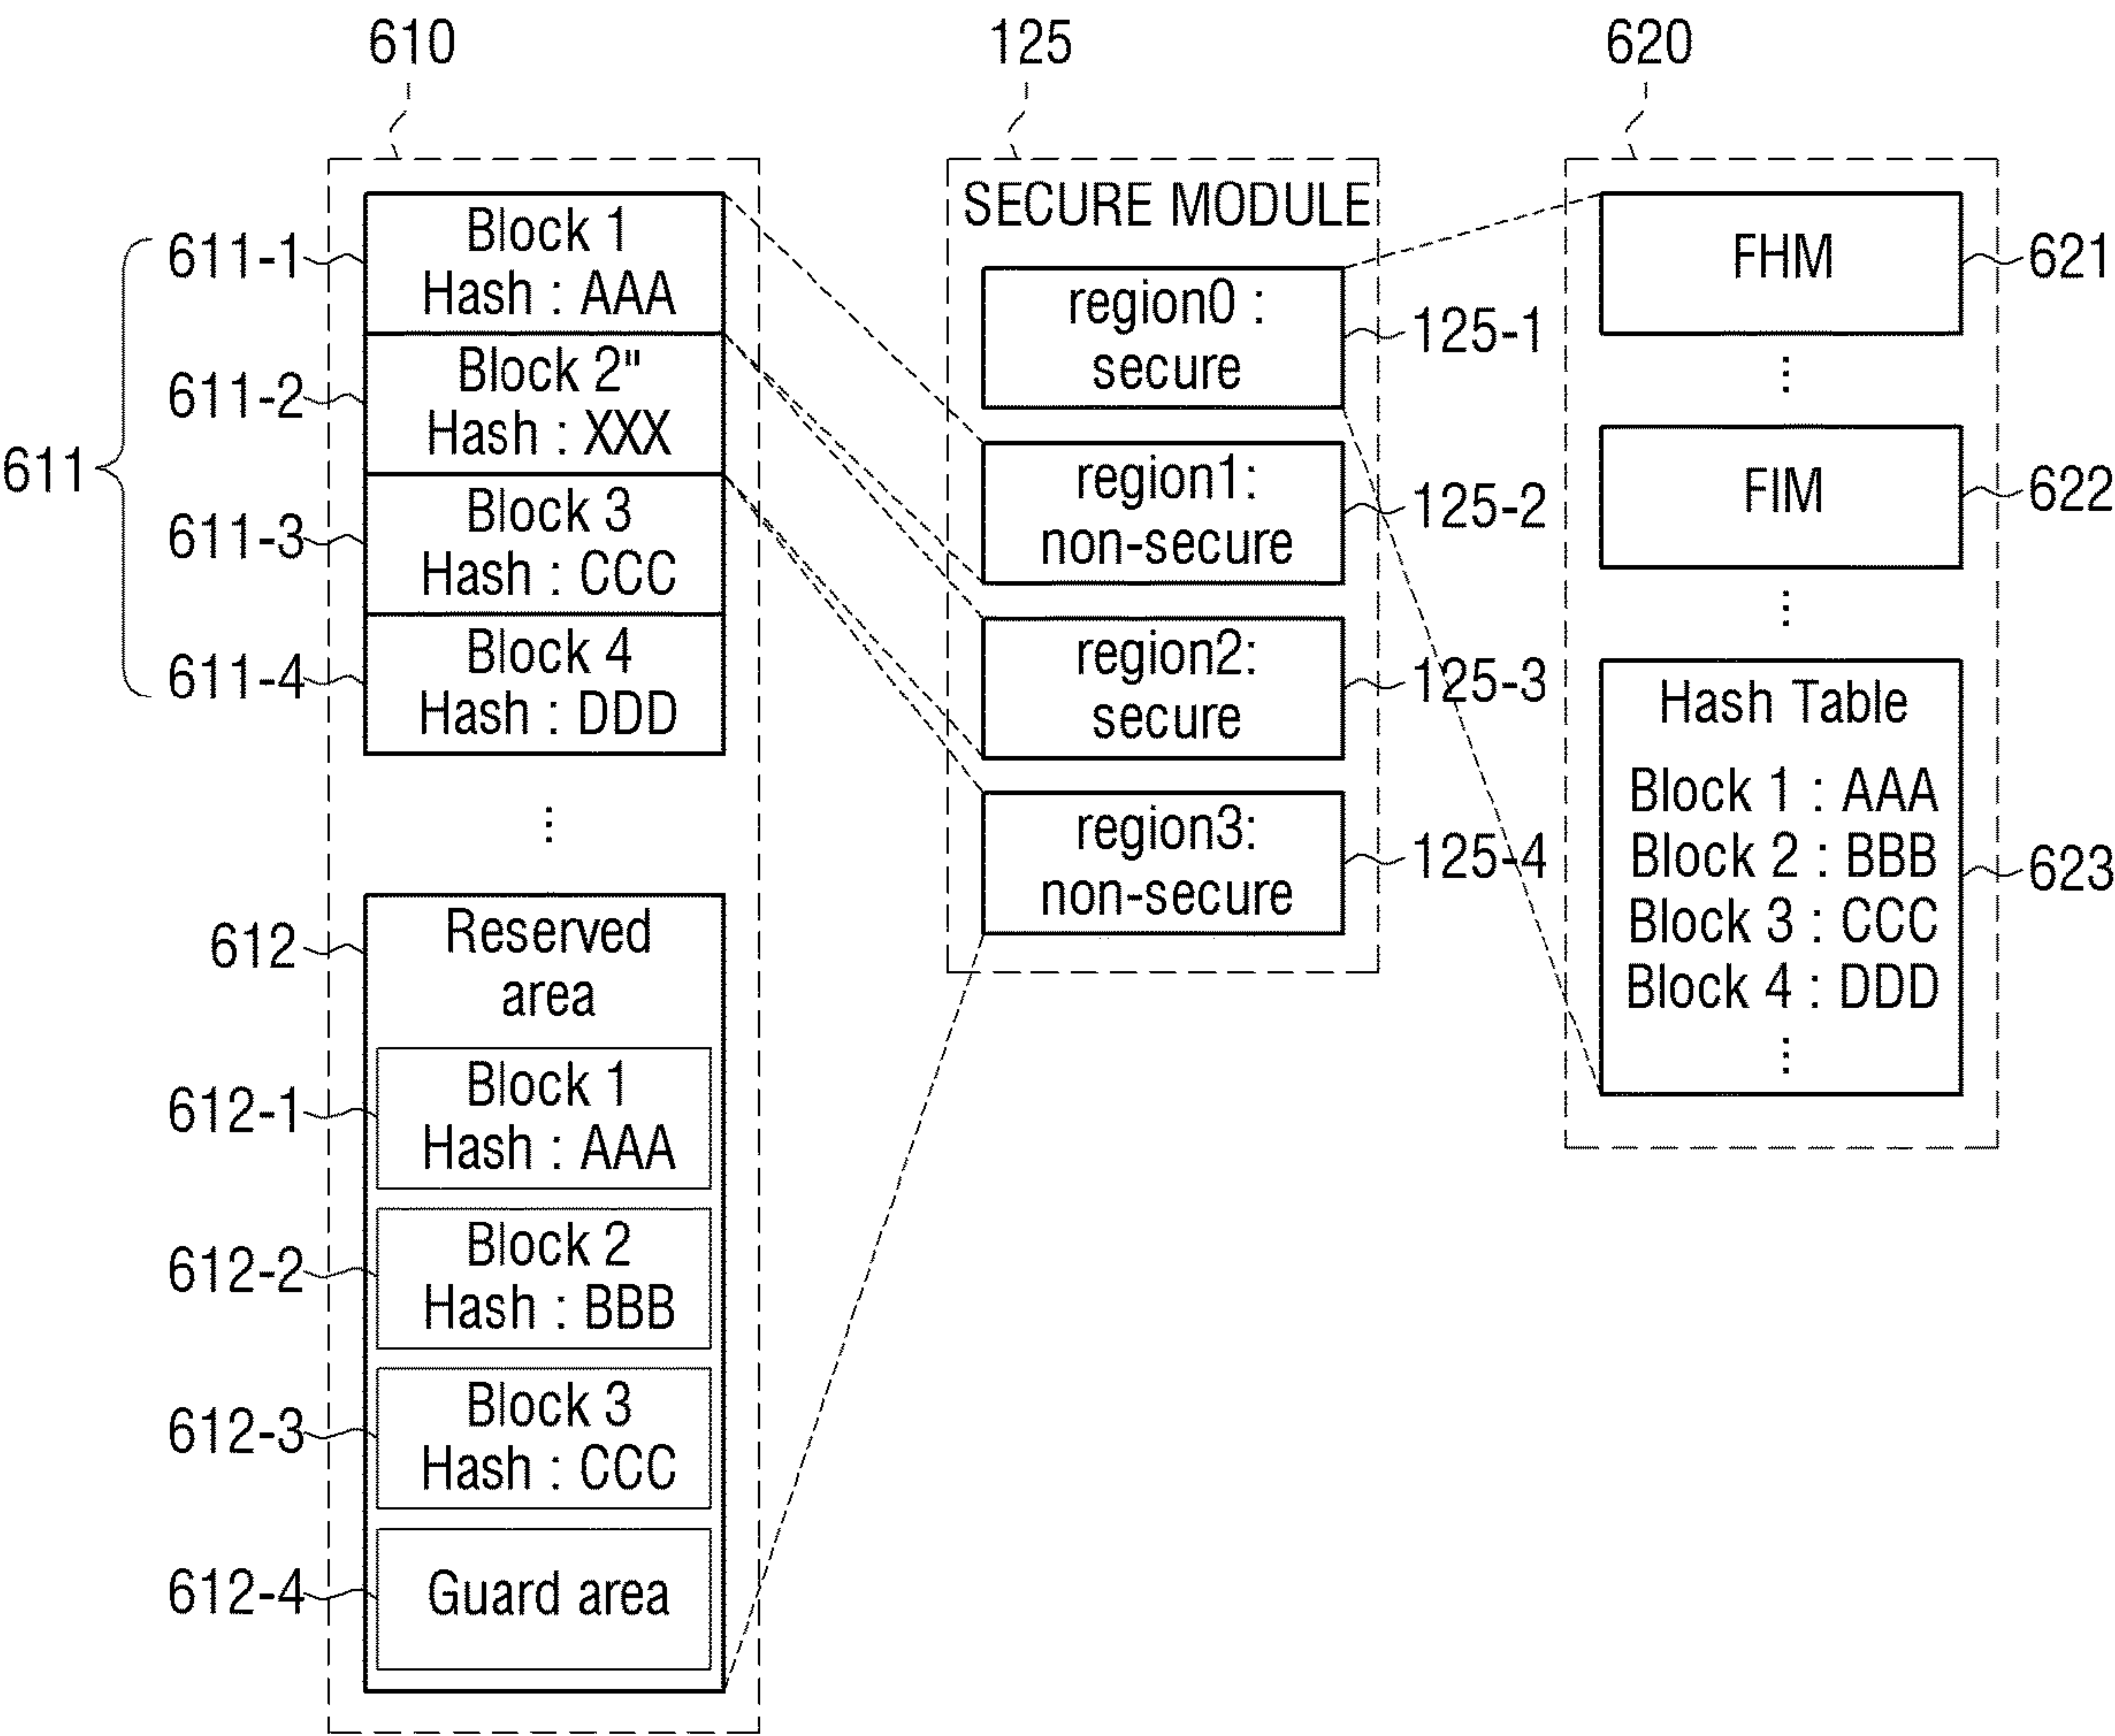 610
125
620
611
611-1
Block 1
Hash : AAA
611-2
Block 2"
Hash : XXX
611-3
Block 3
Hash : CCC
611-4
Block 4
Hash : DDD
⋮
612
Reserved
area
612-1
Block 1
Hash : AAA
612-2
Block 2
Hash : BBB
612-3
Block 3
Hash : CCC
612-4
Guard area
SECURE MODULE
region0 :
secure
125-1
region1:
non-secure
125-2
region2:
secure
125-3
region3:
non-secure
125-4
FHM
621
⋮
FIM
622
⋮
Hash Table
Block 1 : AAA
Block 2 : BBB
Block 3 : CCC
Block 4 : DDD
⋮
623